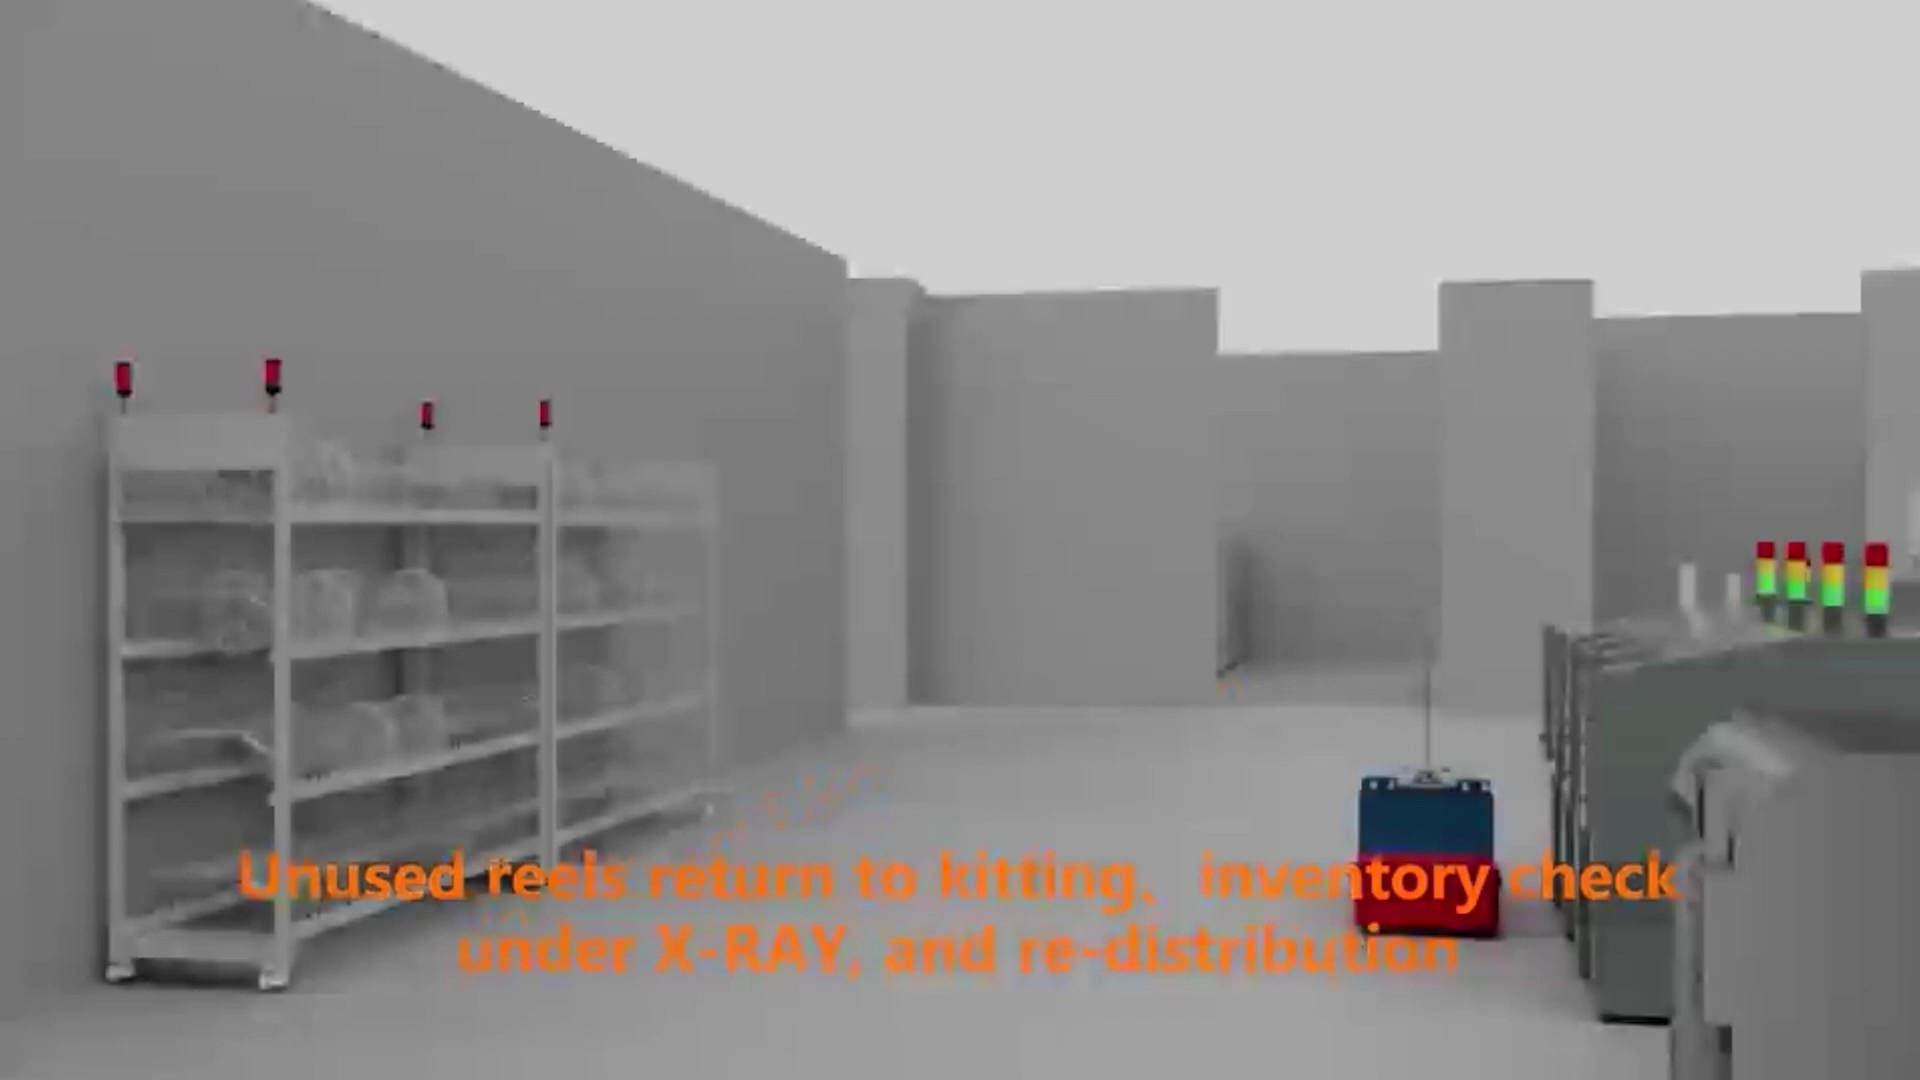 Unused reels return to kitting、 inventory check
under X-RAY, and re-distribution